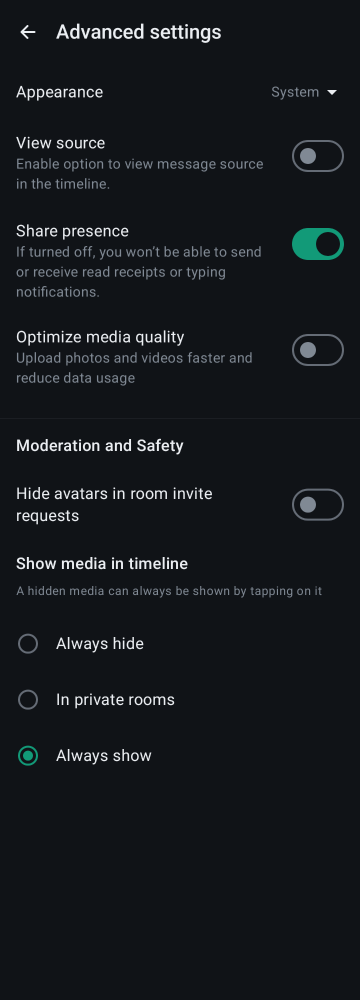 Advanced settings
Appearance
System
View source
Enable option to view message source
in the timeline.
Share presence
If turned off, you won’t be able to send
or receive read receipts or typing
notifications.
Optimize media quality
Upload photos and videos faster and
reduce data usage
Moderation and Safety
Hide avatars in room invite
requests
Show media in timeline
A hidden media can always be shown by tapping on it
Always hide
In private rooms
Always show